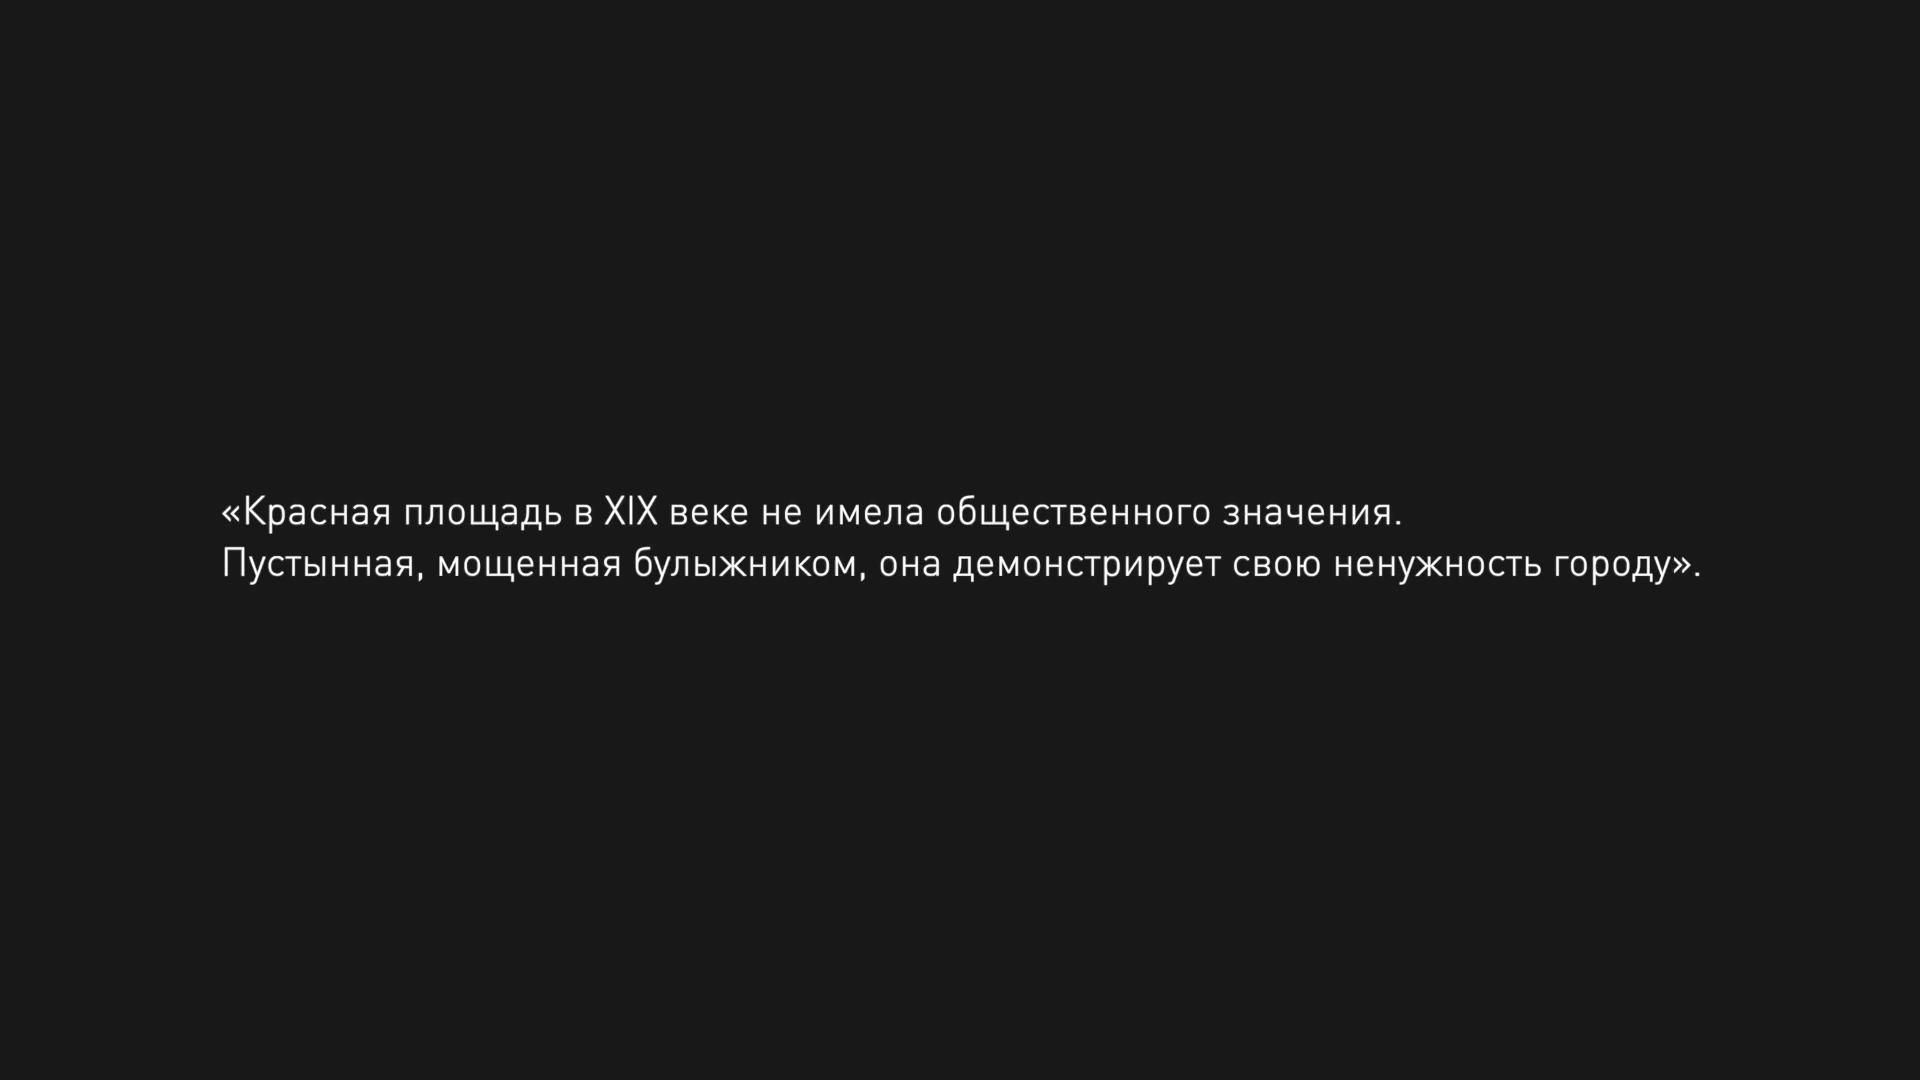 «Красная площадь в XIX веке не имела общественного значения.
Пустынная, мощенная булыжником, она демонстрирует свою ненужность городу».